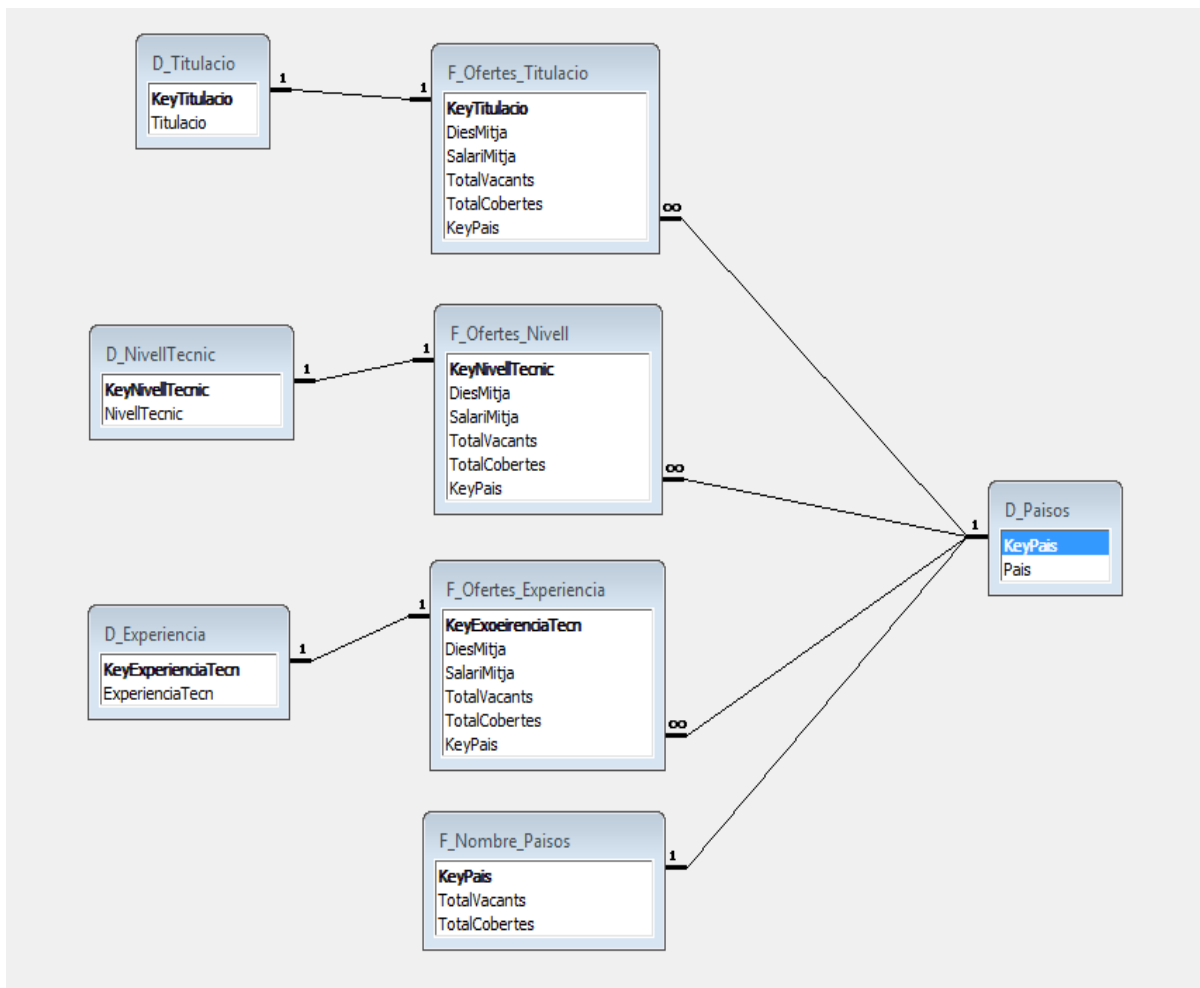 D_Titulacio
KeyTitulacio
Titulacio
1
1
F_Ofertes_Titulacio
KeyTitulacio
DiesMitja
SalariMitja
TotalVacants
TotalCobertes
KeyPais
∞
D_NivellTecnic
KeyNivellTecnic
NivellTecnic
1
1
F_Ofertes_Nivell
KeyNivellTecnic
DiesMitja
SalariMitja
TotalVacants
TotalCobertes
KeyPais
∞
D_Experiencia
KeyExperienciaTecn
ExperienciaTecn
1
1
F_Ofertes_Experiencia
KeyExoeirenciaTecn
DiesMitja
SalariMitja
TotalVacants
TotalCobertes
KeyPais
∞
F_Nombre_Paisos
KeyPais
TotalVacants
TotalCobertes
1
1
D_Paisos
KeyPais
Pais